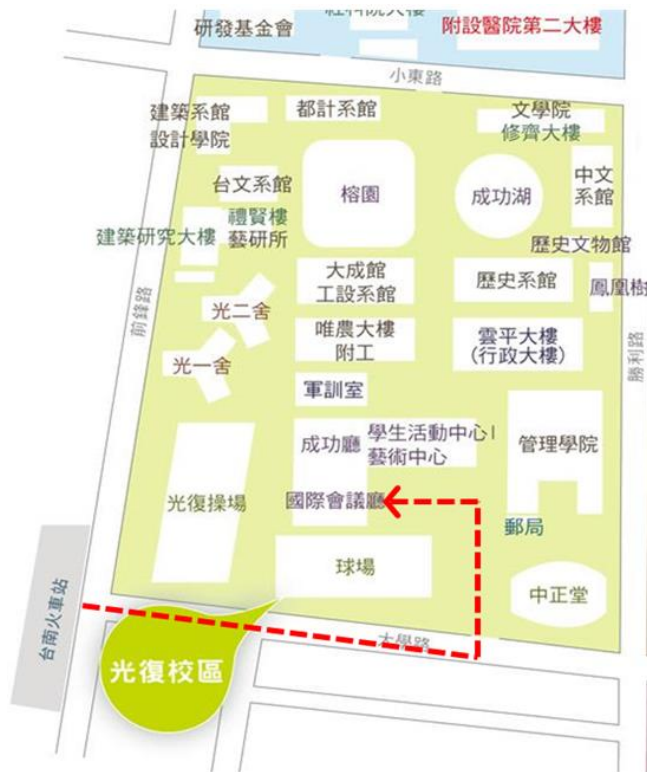 社科院大樓
研發基金會
附設醫院第二大樓
小東路
建築系館
設計學院
都計系館
文學院
修齊大樓
台文系館
榕園
成功湖
中文
系館
禮賢樓
藝研所
建築研究大樓
歷史文物館
大成館
工設系館
歷史系館
鳳凰樹
光二舍
前鋒路
唯農大樓
附工
雲平大樓
(行政大樓)
勝利路
光一舍
軍訓室
成功廳
學生活動中心|
藝術中心
管理學院
光復操場
國際會議廳
郵局
球場
中正堂
台南火車站
大學路
光復校區